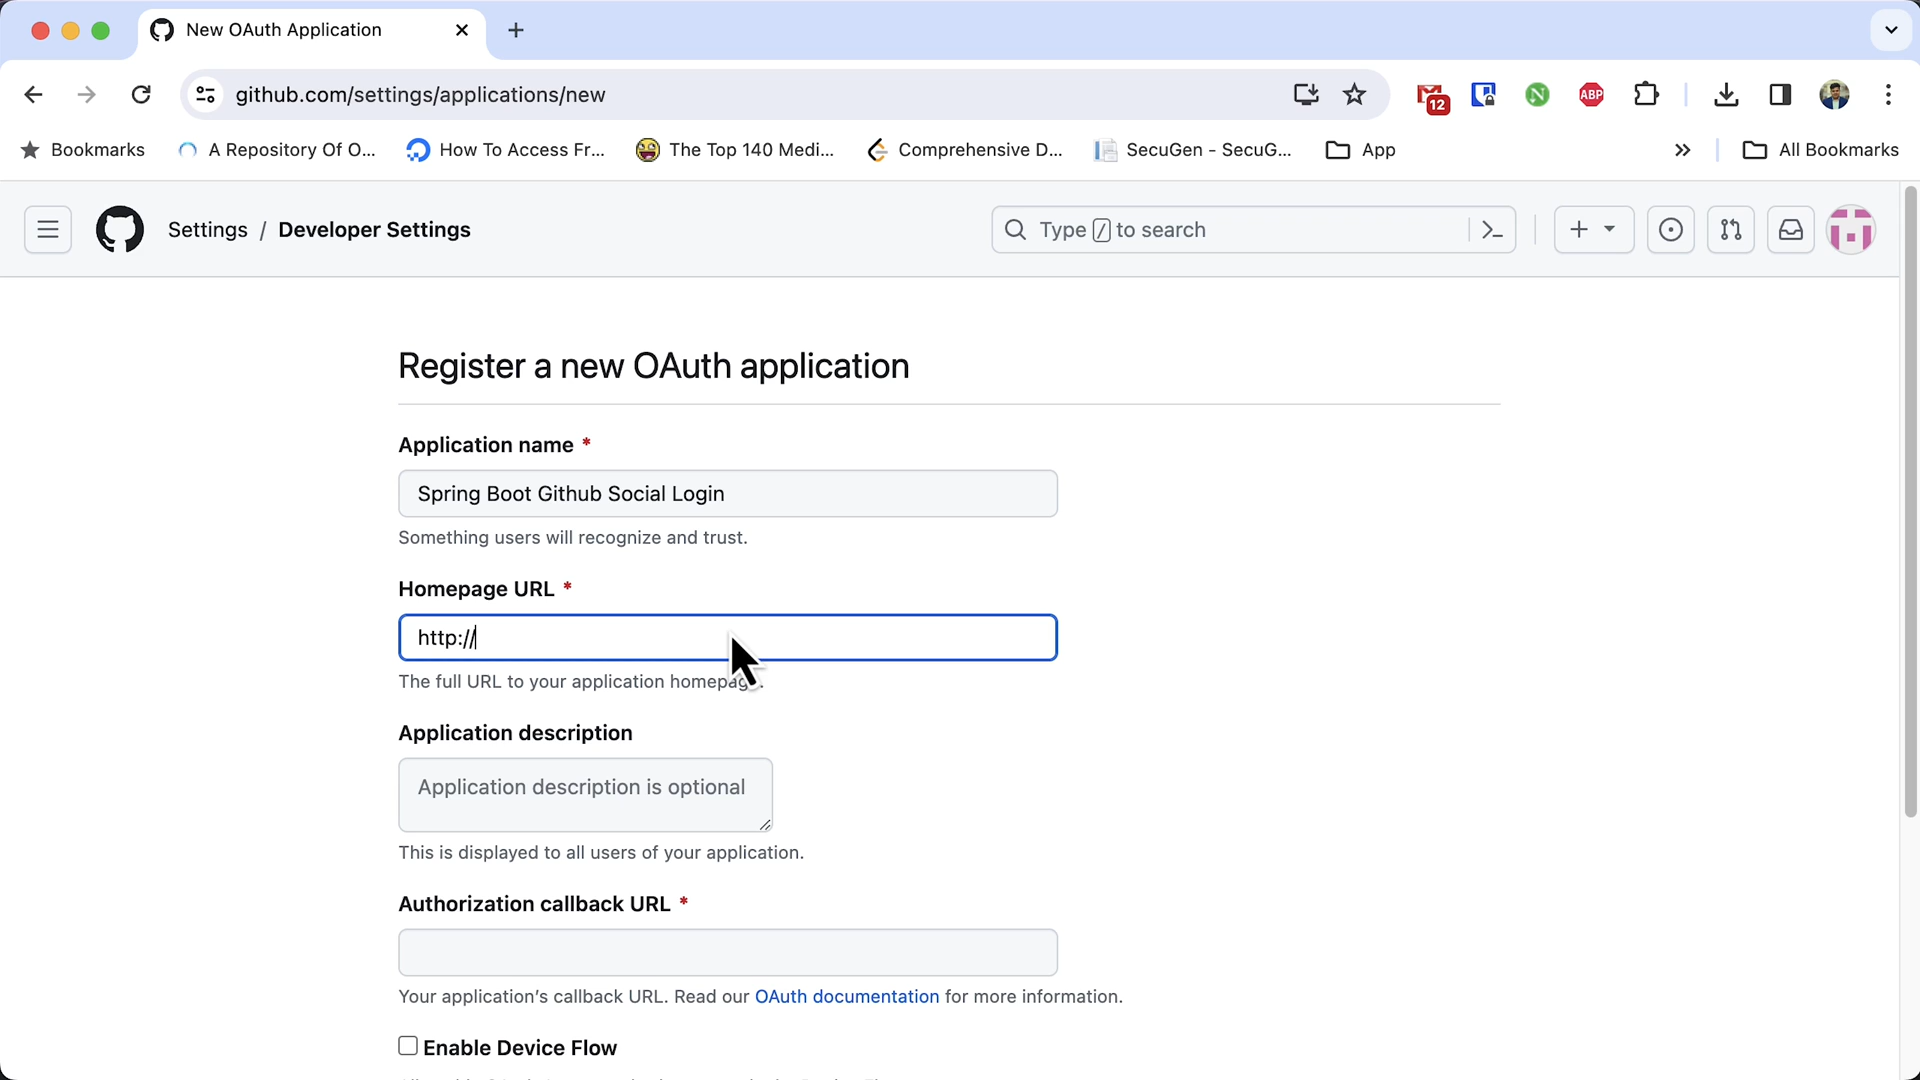 New OAuth Application
github.com/settings/applications/new
12
N
ABP
Bookmarks
A Repository Of O...
How To Access Fr...
The Top 140 Medi...
Comprehensive D...
SecuGen - SecuG...
App
»
All Bookmarks
Settings / Developer Settings
Type / to search
Register a new OAuth application
Application name *
Spring Boot Github Social Login
Something users will recognize and trust.
Homepage URL *
http://
The full URL to your application homepage.
Application description
Application description is optional
This is displayed to all users of your application.
Authorization callback URL *
Your application's callback URL. Read our OAuth documentation for more information.
Enable Device Flow